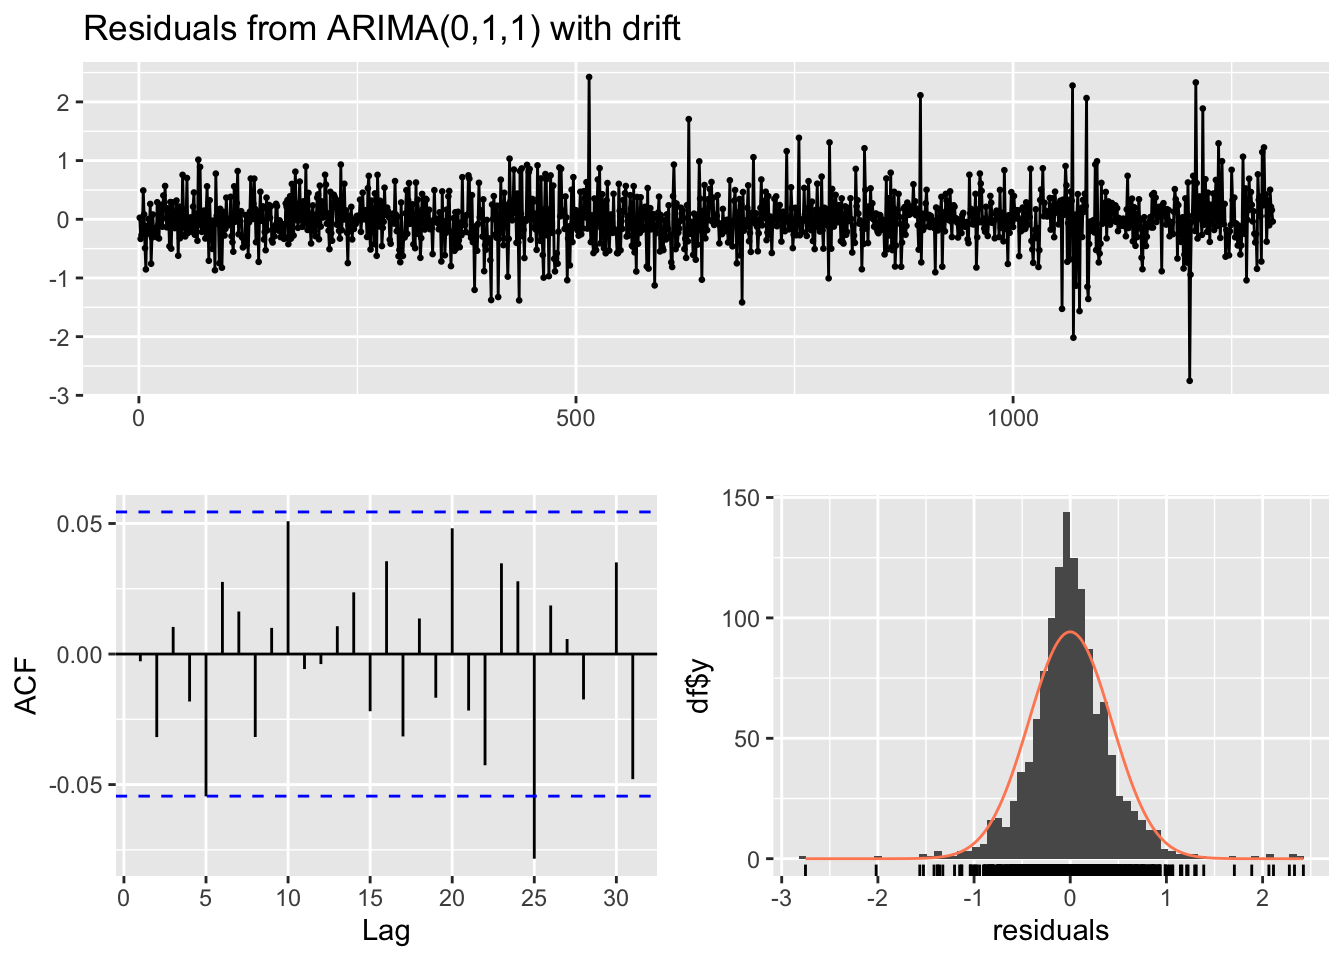 Residuals from ARIMA(0,1,1) with drift
2
1
0
-1
-2
-3
0 500 1000
ACF
0.05
0.00
-0.05
0 5 10 15 20 25 30
Lag
df$y
150
100
50
0
-3 -2 -1 0 1 2
residuals